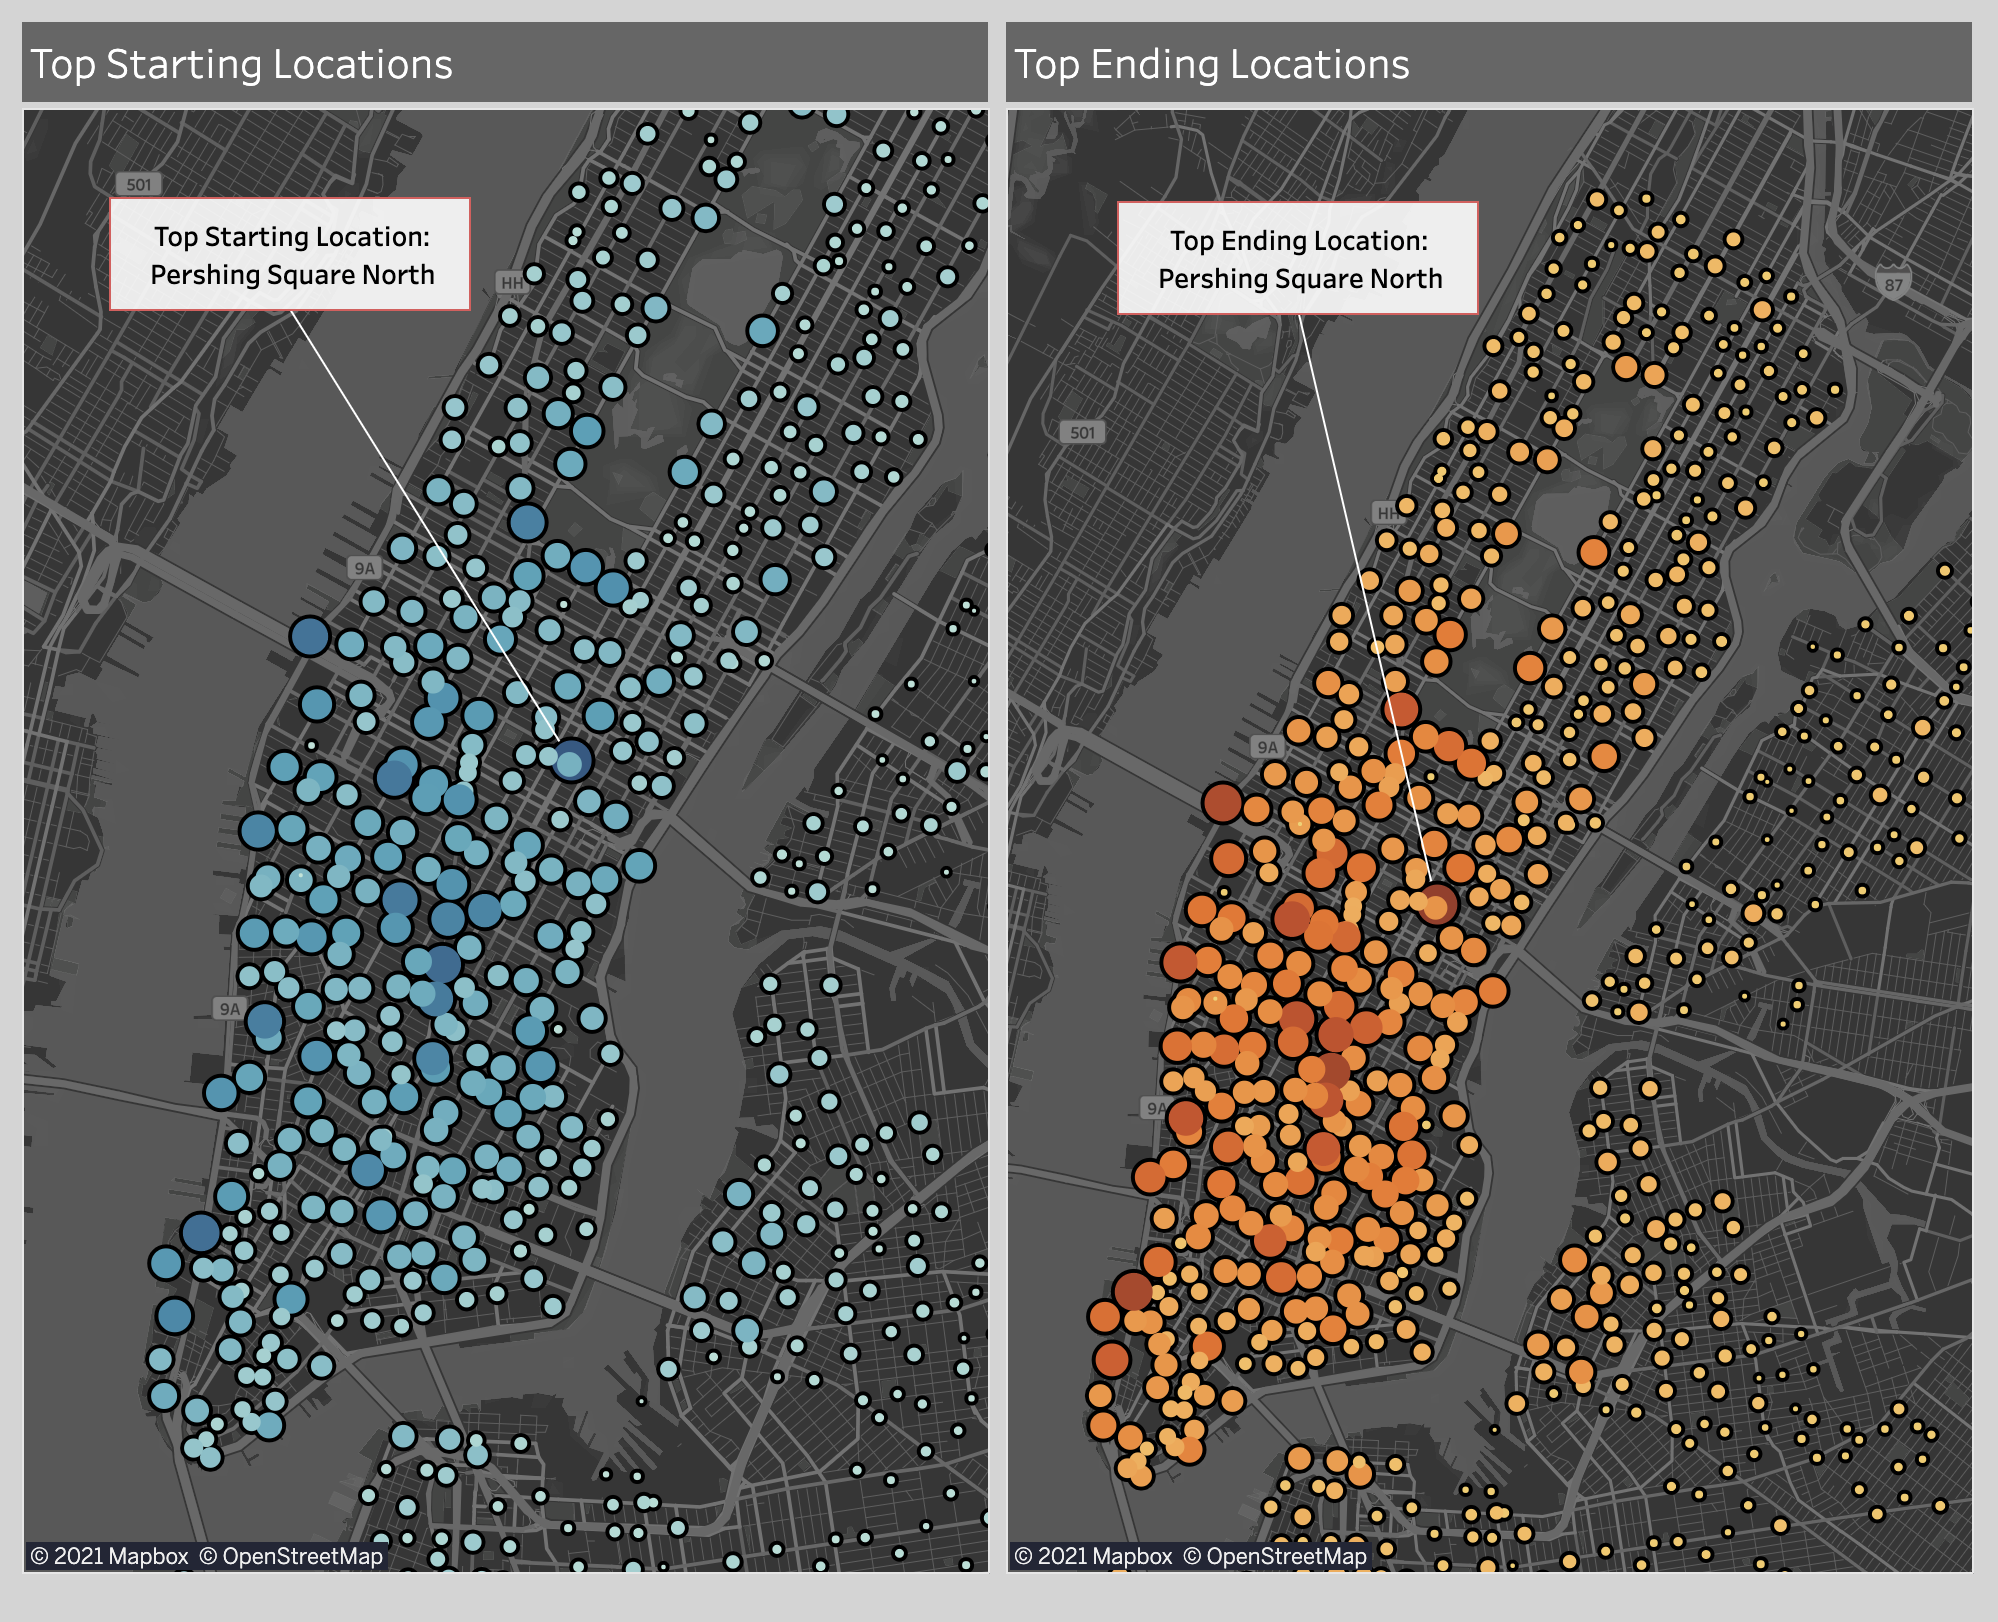 Top Starting Locations
501
Top Starting Location:
Pershing Square North
HH
9A
9A
© 2021 Mapbox © OpenStreetMap
Top Ending Locations
Top Ending Location:
Pershing Square North
87
501
HH
9A
9A
© 2021 Mapbox © OpenStreetMap